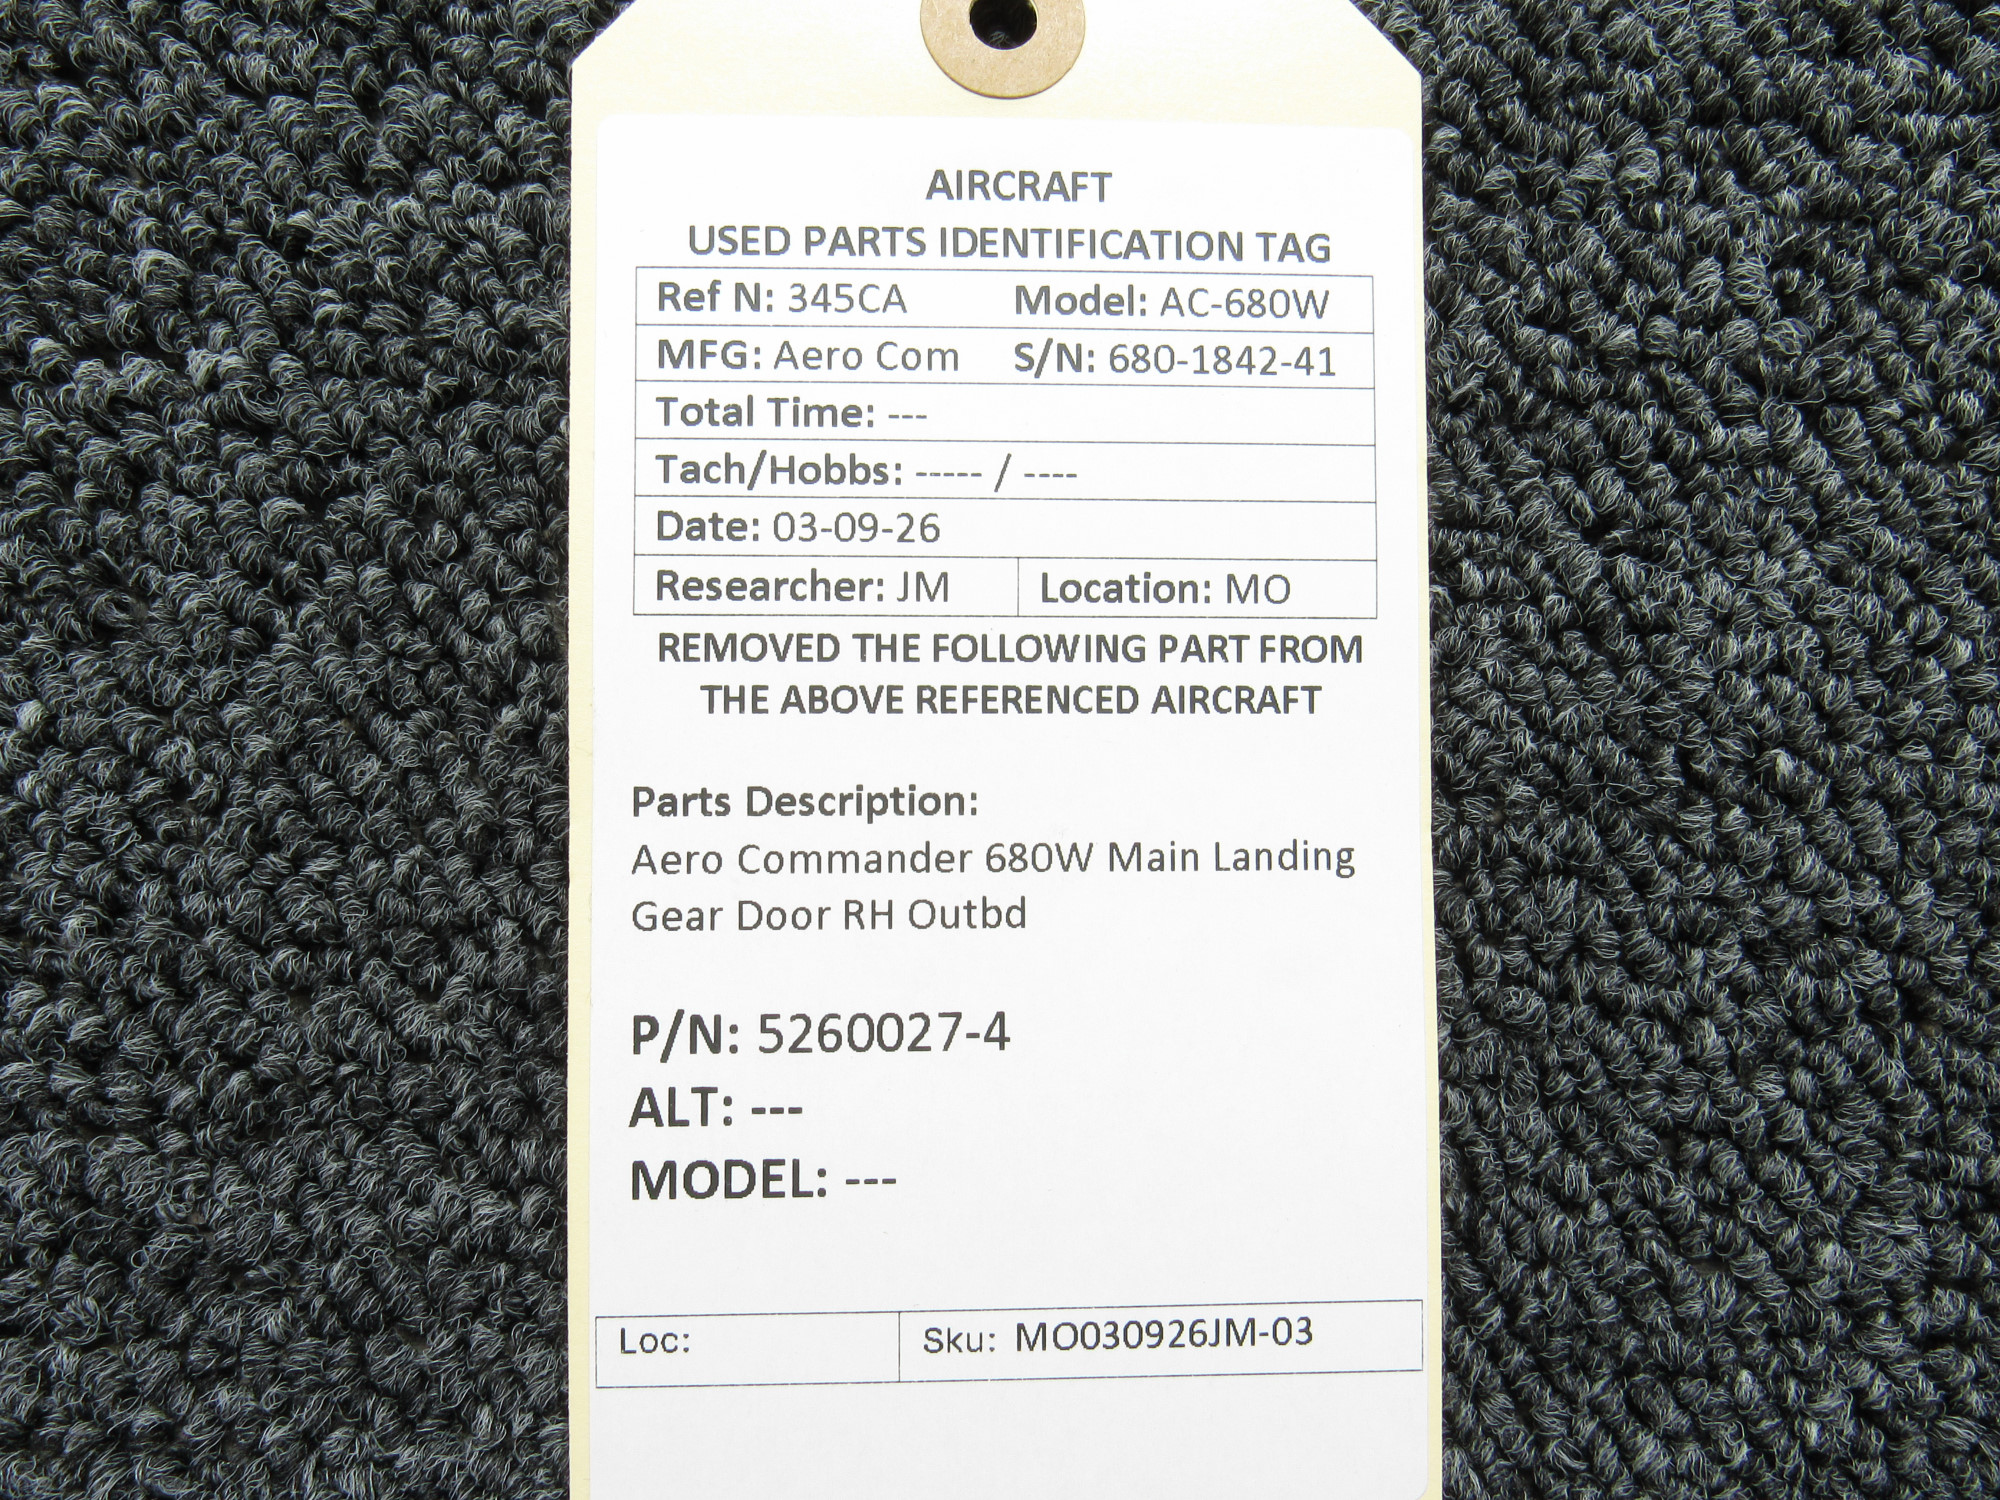 AIRCRAFT
USED PARTS IDENTIFICATION TAG
Ref N: 345CA Model: AC-680W
MFG: Aero Com S/N: 680-1842-41
Total Time: ---
Tach/Hobbs: ----- / ----
Date: 03-09-26
Researcher: JM Location: MO
REMOVED THE FOLLOWING PART FROM
THE ABOVE REFERENCED AIRCRAFT
Parts Description:
Aero Commander 680W Main Landing
Gear Door RH Outbd
P/N: 5260027-4
ALT: ---
MODEL: ---
Loc: Sku: MO030926JM-03